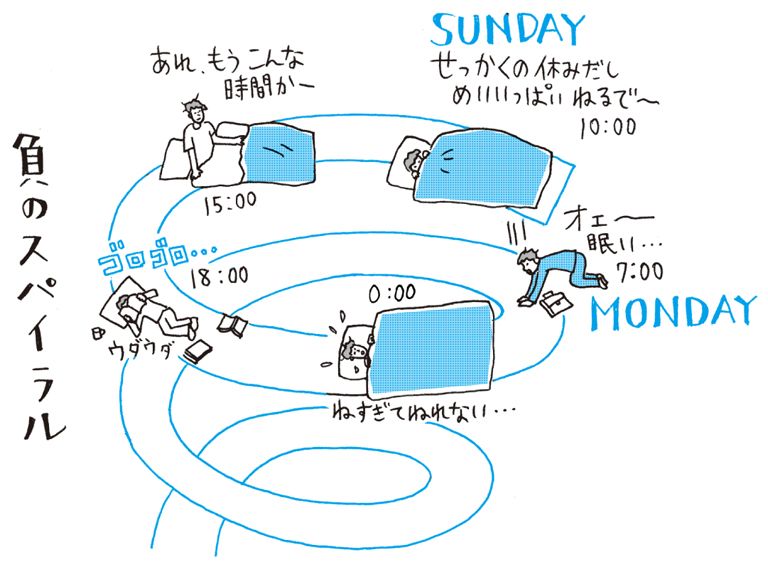 負のスパイラル
SUNDAY
せっかくの休みだし
めいいっぱいねるで〜
10:00
あれ、もうこんな
時間かー
15:00
ゴロゴロ…
18:00
ウダウダ
0:00
ねすぎてねれない…
オエ〜
眠い…
7:00
MONDAY